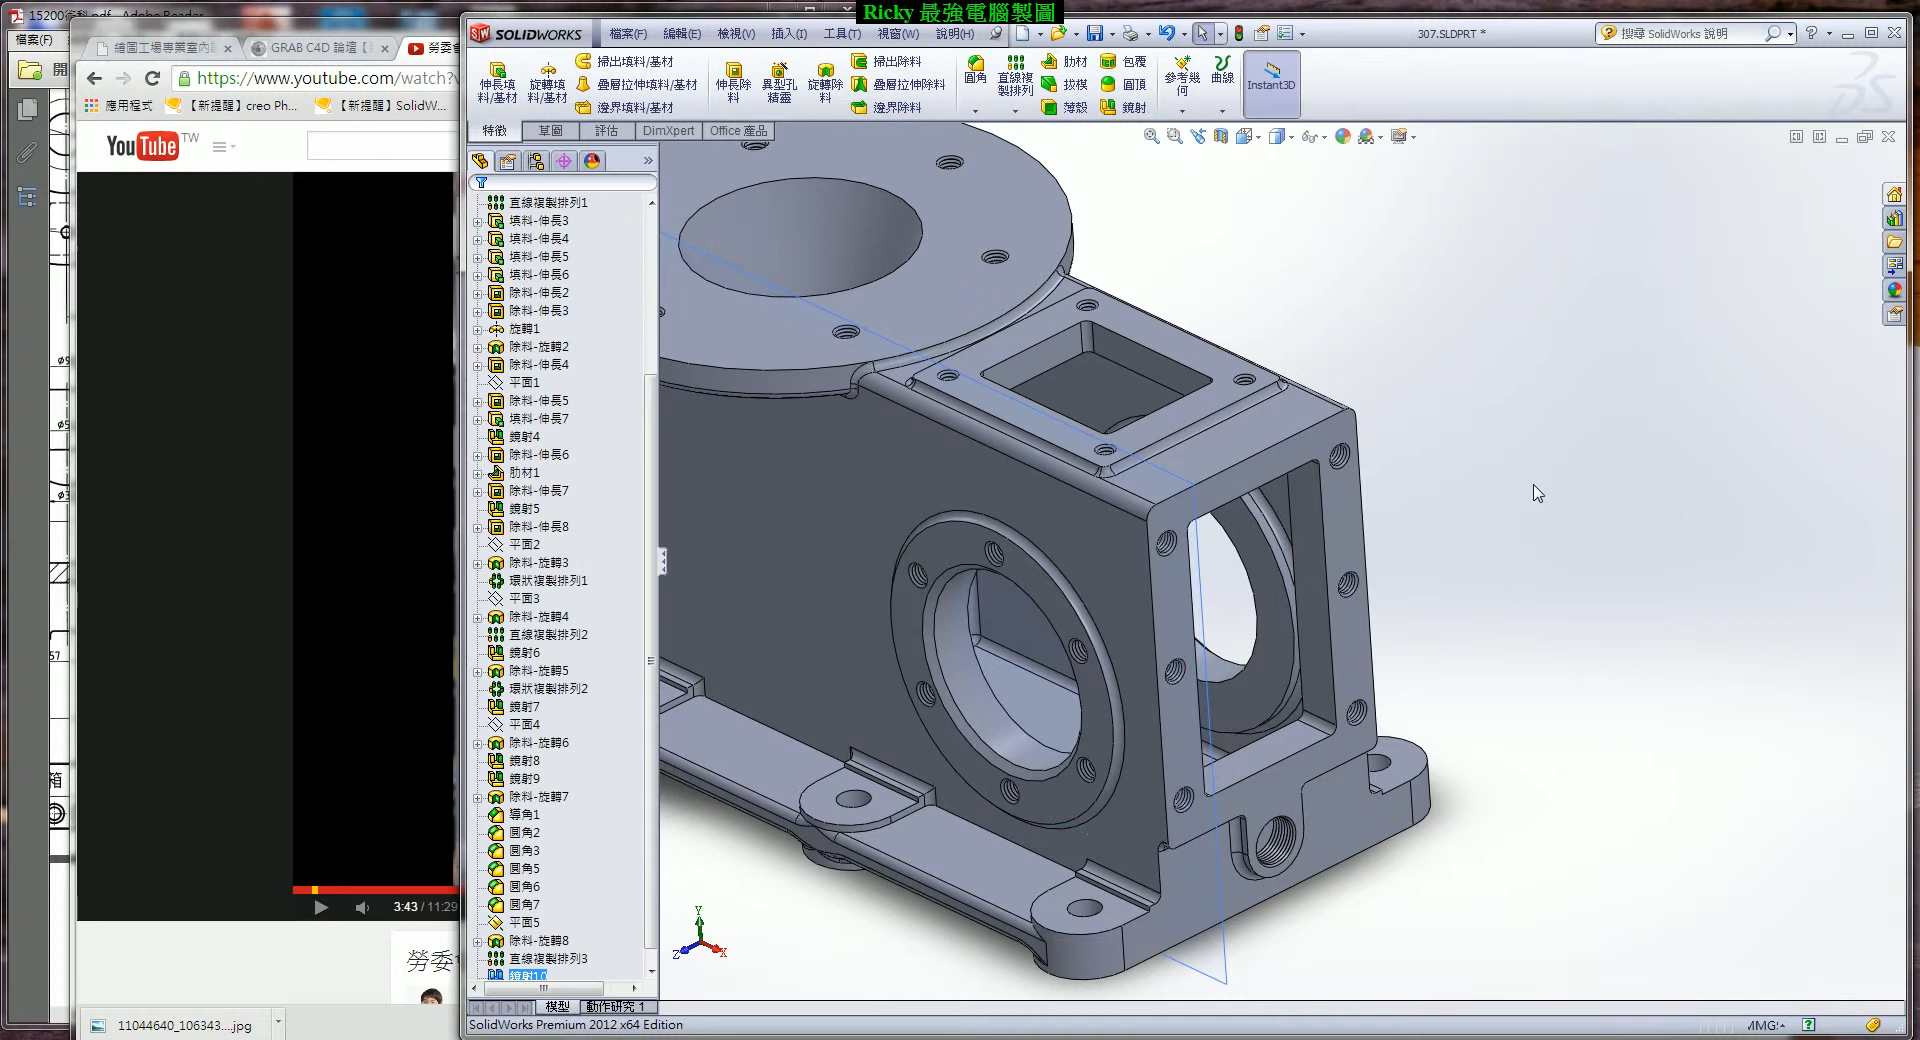 Ricky 最強電腦製圖
15200術科.pdf - Adobe Reader
檔案(F)
開
GRAB C4D 論壇【
https://www.youtube.com/watch?v
應用程式
【新提醒】creo Ph...
【新提醒】SolidW...
YouTube TW
3:43 / 11:29
勞委
11044640_106343....jpg
57
箱
SOLIDWORKS
檔案(F)
編輯(E)
檢視(V)
插入(I)
工具(T)
視窗(W)
說明(H)
307.SLDPRT *
搜尋 SolidWorks 說明
伸長填料/基材
旋轉填料/基材
掃出填料/基材
疊層拉伸填料/基材
邊界填料/基材
伸長除料
異型孔精靈
旋轉除料
掃出除料
疊層拉伸除料
邊界除料
圓角
直線複製排列
肋材
拔模
薄殼
包覆
圓頂
鏡射
參考幾何
曲線
Instant3D
特徵
草圖
評估
DimXpert
Office 產品
直線複製排列1
填料-伸長3
填料-伸長4
填料-伸長5
填料-伸長6
除料-伸長2
除料-伸長3
旋轉1
除料-旋轉2
除料-伸長4
平面1
除料-伸長5
填料-伸長7
鏡射4
除料-伸長6
肋材1
除料-伸長7
鏡射5
除料-伸長8
平面2
除料-旋轉3
環狀複製排列1
平面3
除料-旋轉4
直線複製排列2
鏡射6
除料-旋轉5
環狀複製排列2
鏡射7
平面4
除料-旋轉6
鏡射8
鏡射9
除料-旋轉7
導角1
圓角2
圓角3
圓角5
圓角6
圓角7
平面5
除料-旋轉8
直線複製排列3
鏡射10
Y
Z
X
模型
動作研究 1
SolidWorks Premium 2012 x64 Edition